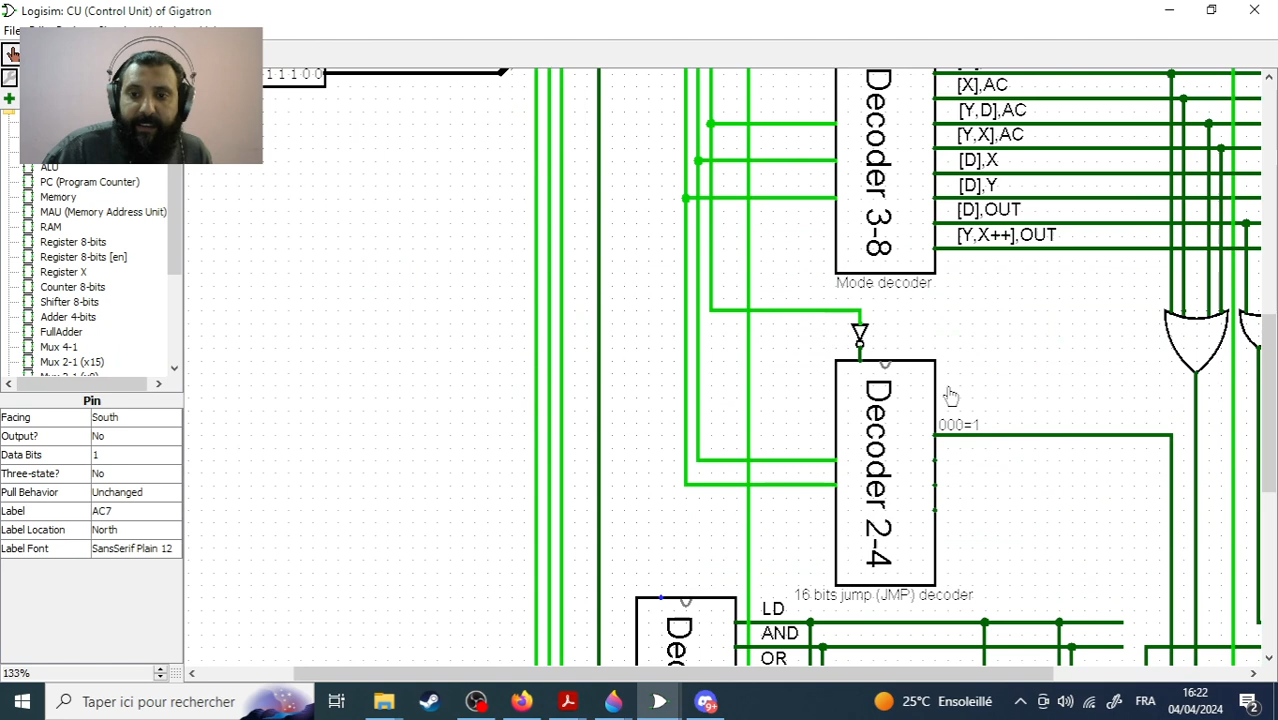 Logisim: CU (Control Unit) of Gigatron
File
1 1 1 0 0
ALU
PC (Program Counter)
Memory
MAU (Memory Address Unit)
RAM
Register 8-bits
Register 8-bits [en]
Register X
Counter 8-bits
Shifter 8-bits
Adder 4-bits
FullAdder
Mux 4-1
Mux 2-1 (x15)
Pin
Facing South
Output? No
Data Bits 1
Three-state? No
Pull Behavior Unchanged
Label AC7
Label Location North
Label Font SansSerif Plain 12
133%
Decoder 3-8
[X],AC
[Y,D],AC
[Y,X],AC
[D],X
[D],Y
[D],OUT
[Y,X++],OUT
Mode decoder
Decoder 2-4
000=1
16 bits jump (JMP) decoder
LD
AND
OR
Taper ici pour rechercher
9+
25°C Ensoleillé
FRA
16:22
04/04/2024
2